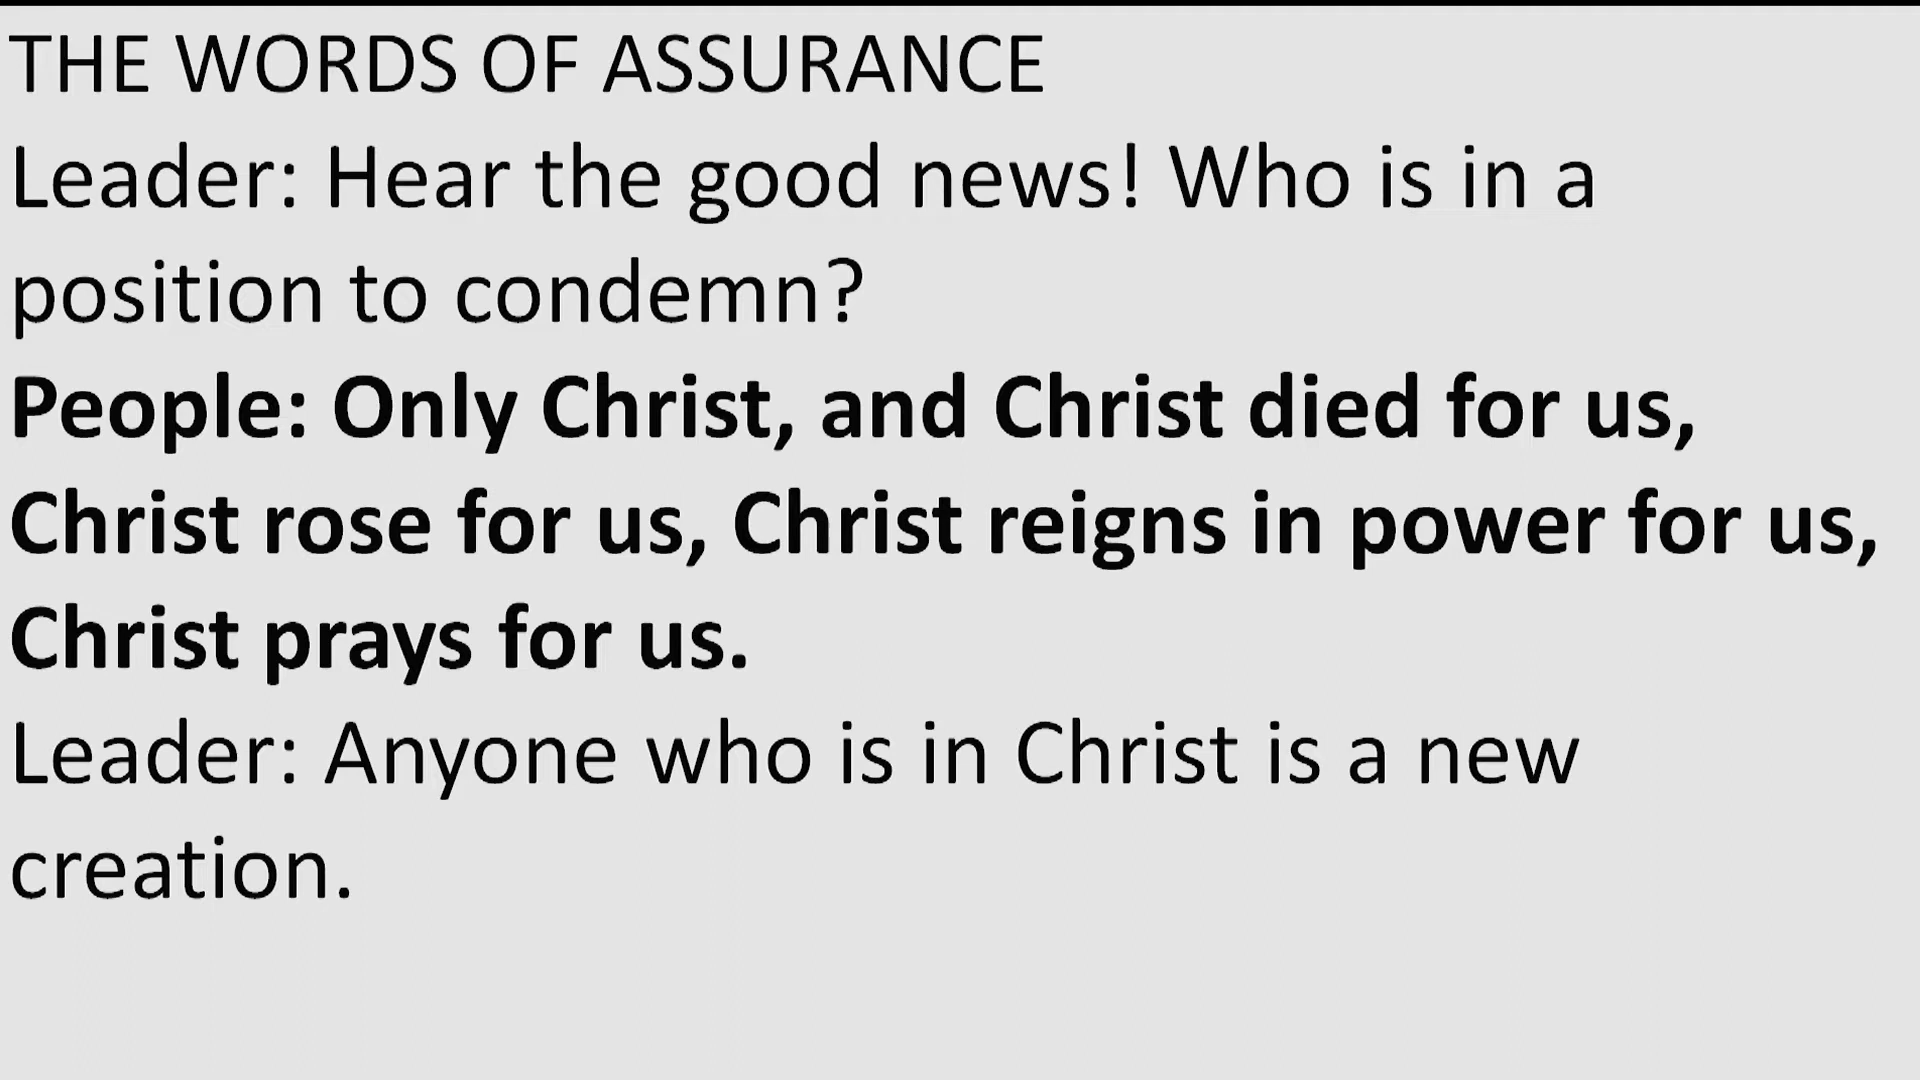 THE WORDS OF ASSURANCE
Leader: Hear the good news! Who is in a
position to condemn?
People: Only Christ, and Christ died for us,
Christ rose for us, Christ reigns in power for us,
Christ prays for us.
Leader: Anyone who is in Christ is a new
creation.